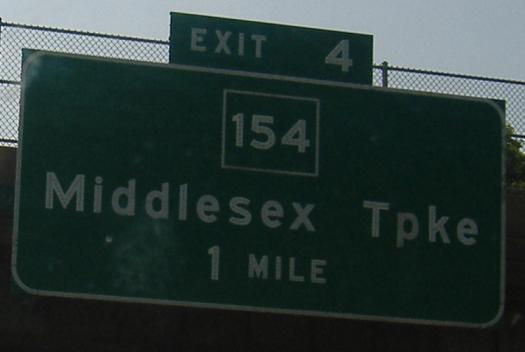 EXIT 4
154
Middlesex Tpke
1 MILE